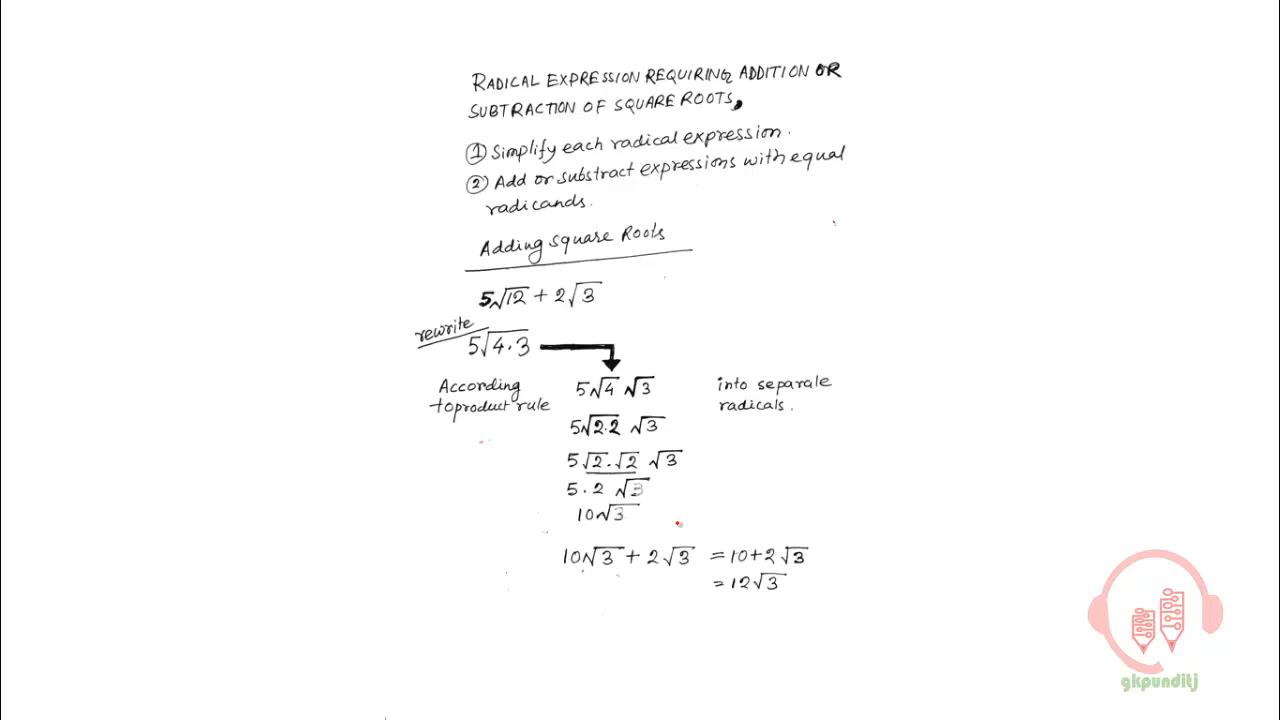 RADICAL EXPRESSION REQUIRING ADDITION OR
SUBTRACTION OF SQUARE ROOTS,
① Simplify each radical expression.
② Add or substract expressions with equal
radicands.
Adding Square Roots
5√12 + 2√3
rewrite
5√4·3
According
toproduct rule
5√4 √3
into separale
radicals.
5√2·2 √3
5√2·√2 √3
5·2 √3
10√3
10√3 + 2√3 = 10+2√3
= 12√3
gkpunditj